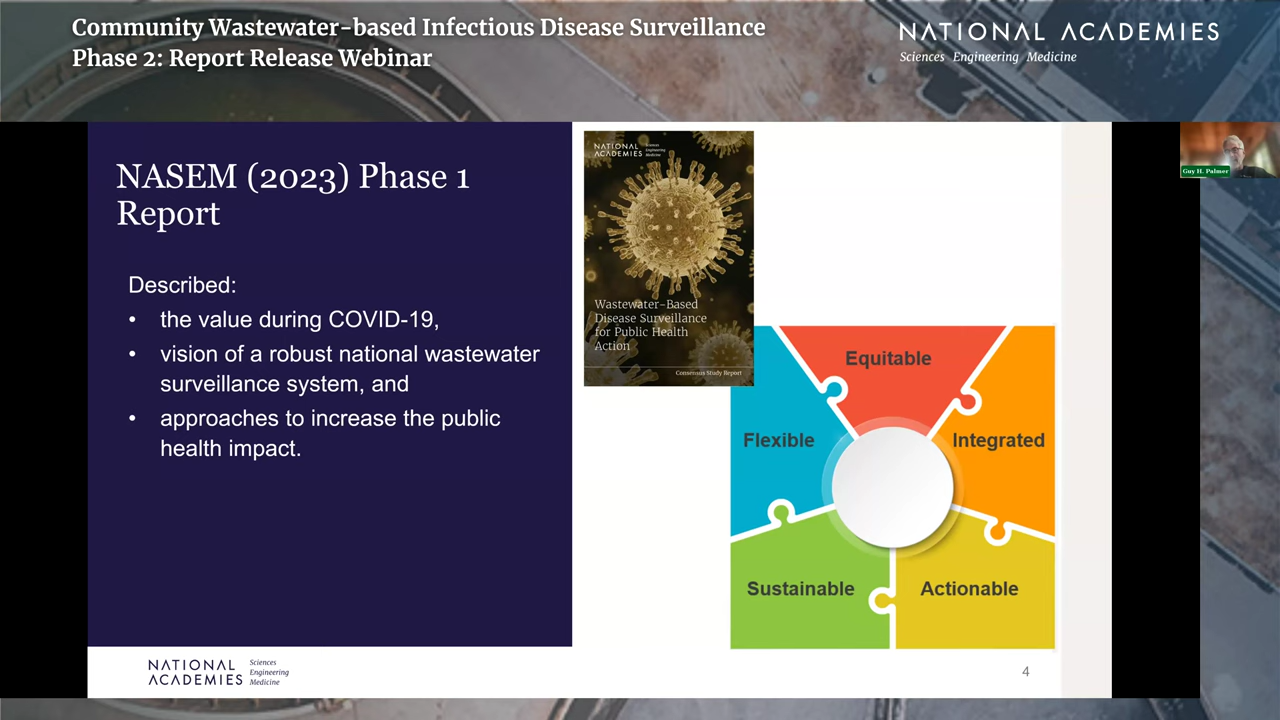 Community Wastewater-based Infectious Disease Surveillance
Phase 2: Report Release Webinar
NATIONAL ACADEMIES
Sciences Engineering Medicine
NASEM (2023) Phase 1
Report
Described:
• the value during COVID-19,
• vision of a robust national wastewater
surveillance system, and
• approaches to increase the public
health impact.
NATIONAL
ACADEMIES
Sciences
Engineering
Medicine
Wastewater-Based
Disease Surveillance
for Public Health
Action
Consensus Study Report
Equitable
Flexible
Integrated
Sustainable
Actionable
Guy H. Palmer
NATIONAL
ACADEMIES
Sciences
Engineering
Medicine
4